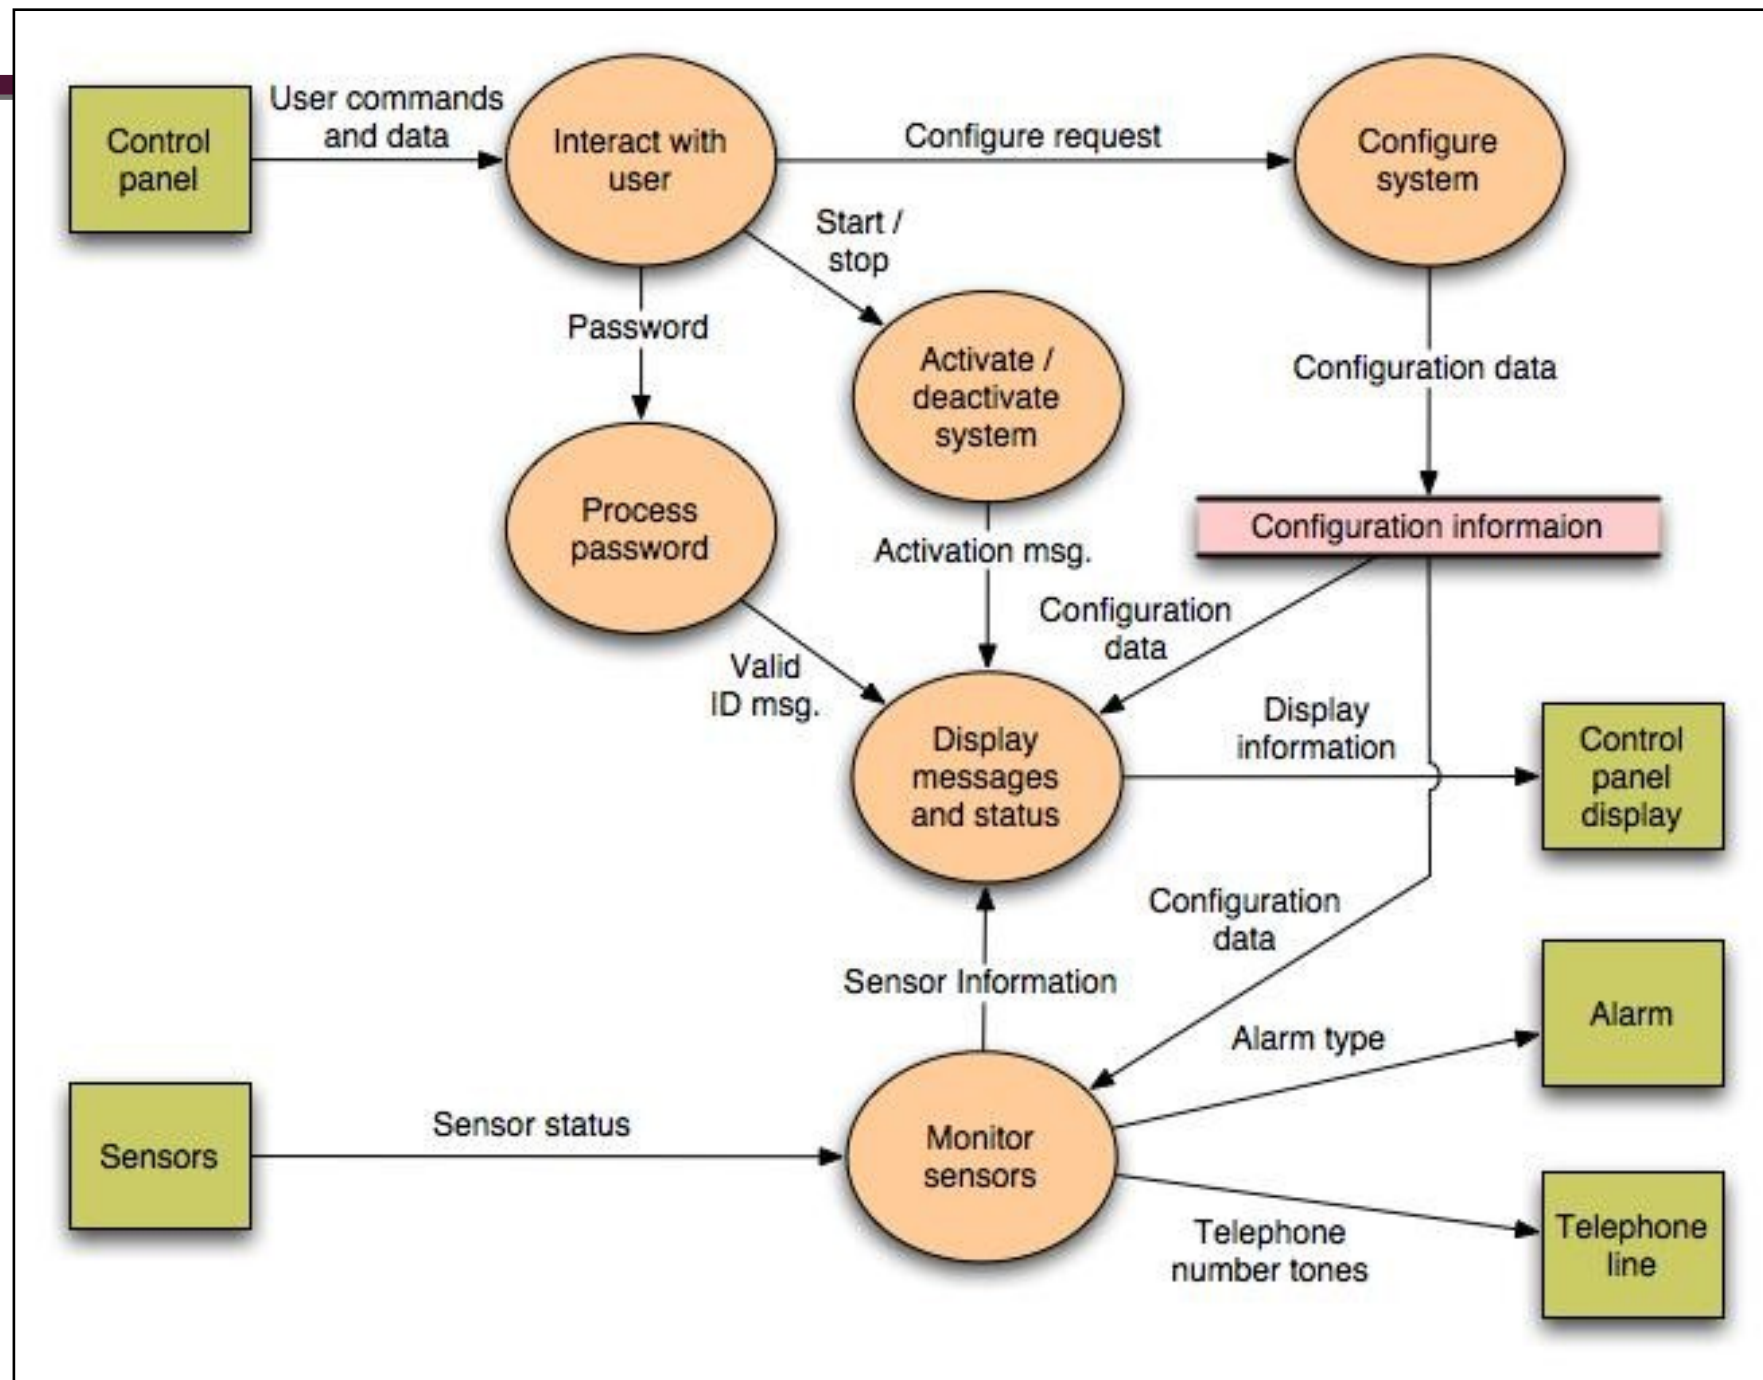 Control
panel
User commands
and data
Interact with
user
Configure request
Configure
system
Start /
stop
Password
Activate /
deactivate
system
Configuration data
Process
password
Activation msg.
Configuration informaion
Configuration
data
Valid
ID msg.
Display
messages
and status
Display
information
Control
panel
display
Configuration
data
Sensor Information
Alarm type
Alarm
Sensors
Sensor status
Monitor
sensors
Telephone
number tones
Telephone
line